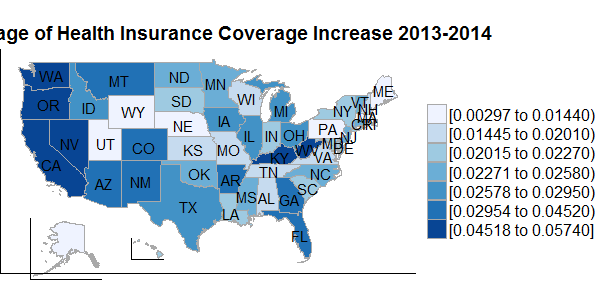 age of Health Insurance Coverage Increase 2013-2014
WA
MT
ND
MN
ME
OR
ID
WY
SD
WI
MI
NY
VT
NH
MA
NE
IA
PA
CT
RI
NV
UT
CO
KS
MO
IL
IN
OH
NJ
MD
DE
CA
KY
WV
VA
AZ
NM
OK
AR
TN
NC
TX
LA
MS
AL
GA
SC
FL
[0.00297 to 0.01440)
[0.01445 to 0.02010)
[0.02015 to 0.02270)
[0.02271 to 0.02580)
[0.02578 to 0.02950)
[0.02954 to 0.04520)
[0.04518 to 0.05740]